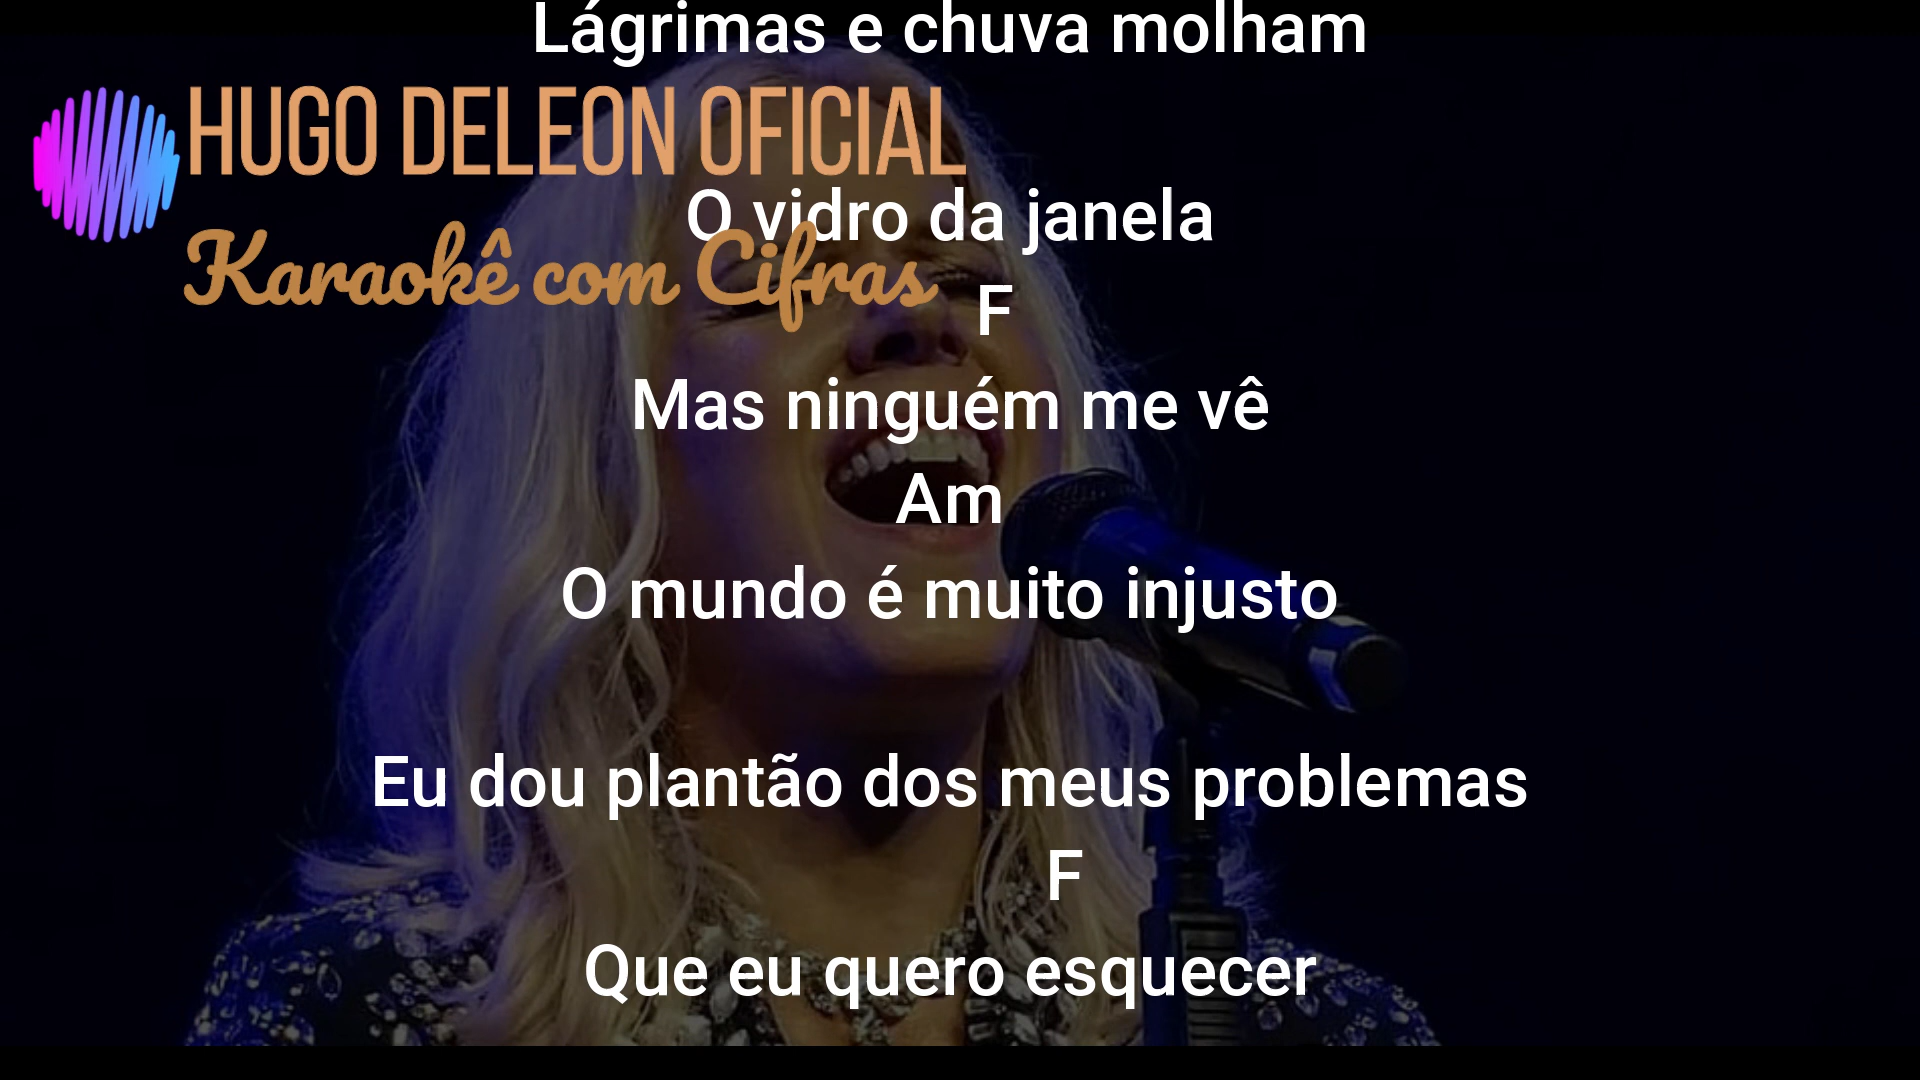 Lágrimas e chuva molham
HUGO DELEON OFICIAL
O vidro da janela
Karaokê com Cifras
F
Mas ninguém me vê
Am
O mundo é muito injusto
Eu dou plantão dos meus problemas
F
Que eu quero esquecer